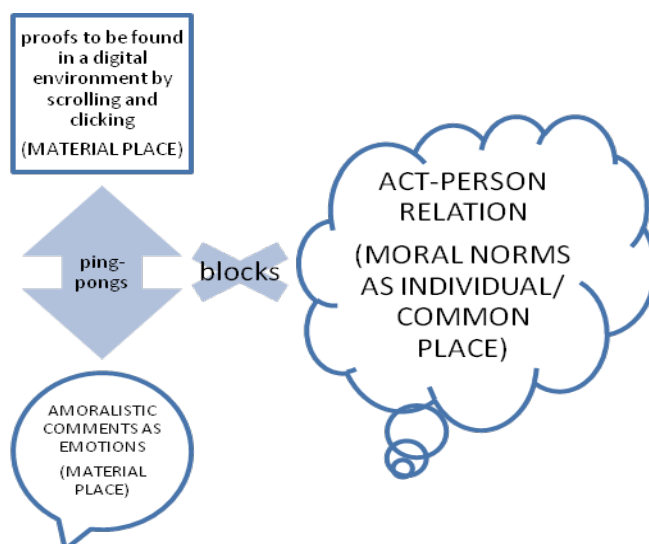 proofs to be found
in a digital
environment by
scrolling and
clicking
(MATERIAL PLACE)
ping-
pongs
blocks
ACT-PERSON
RELATION
(MORAL NORMS
AS INDIVIDUAL/
COMMON
PLACE)
AMORALISTIC
COMMENTS AS
EMOTIONS
(MATERIAL
PLACE)